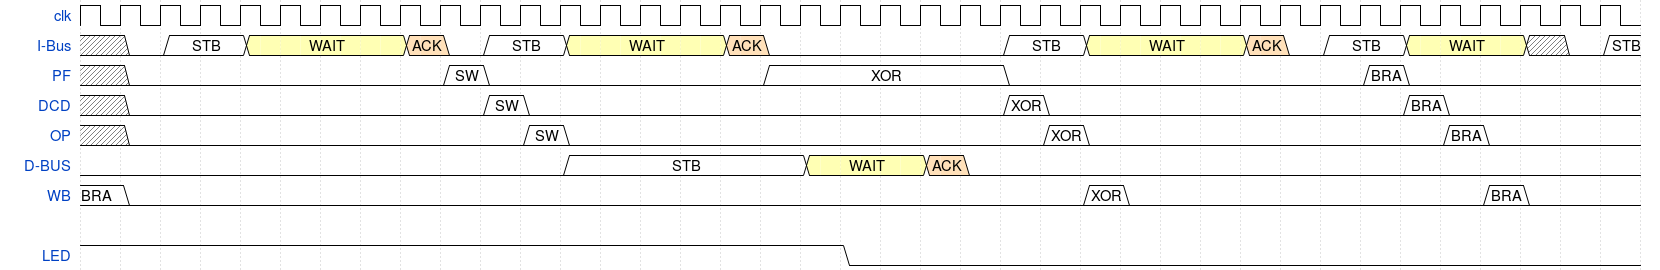 clk
I-Bus STB WAIT ACK STB WAIT ACK STB WAIT ACK STB WAIT STB
PF SW XOR BRA
DCD SW XOR BRA
OP SW XOR BRA
D-BUS STB WAIT ACK
WB BRA XOR BRA
LED